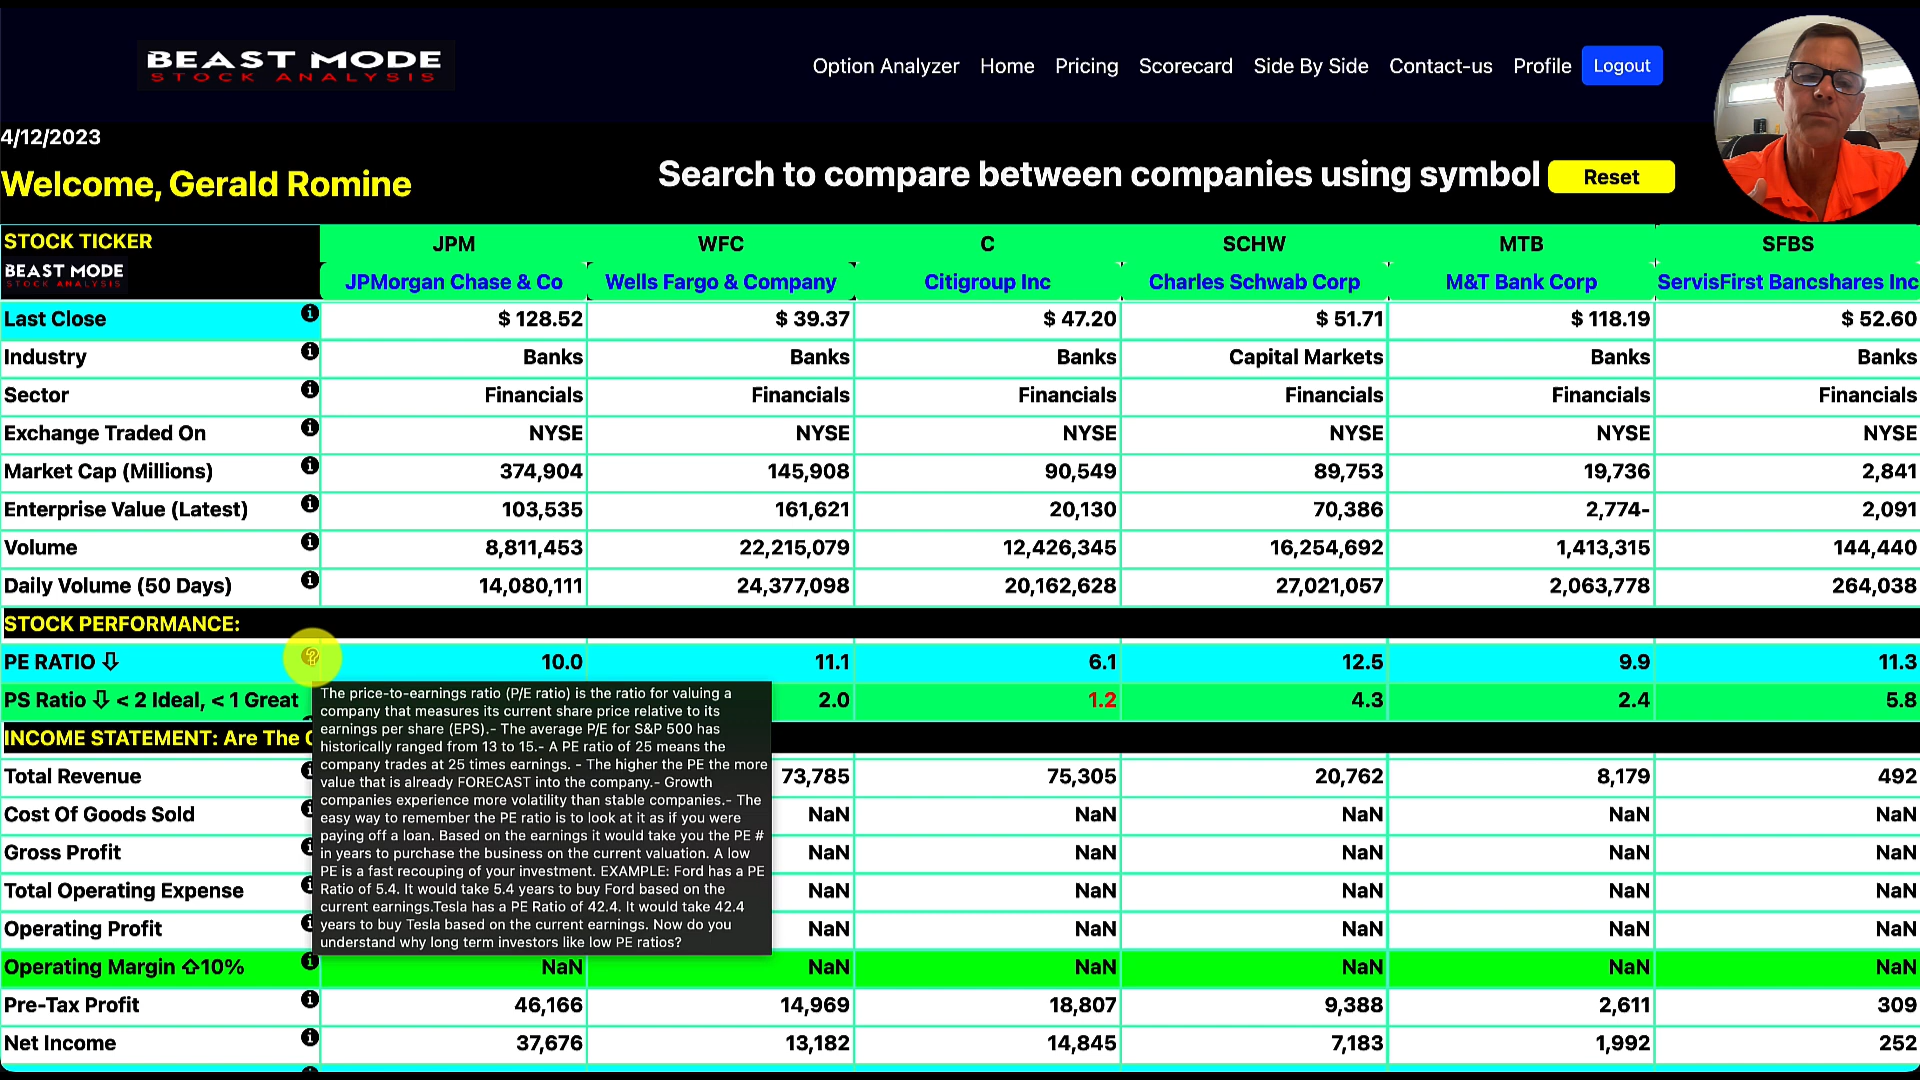 BEAST MODE
STOCK ANALYSIS
Option Analyzer Home Pricing Scorecard Side By Side Contact-us Profile Logout
4/12/2023
Welcome, Gerald Romine
Search to compare between companies using symbol Reset
STOCK TICKER JPM WFC C SCHW MTB SFBS
BEAST MODE
STOCK ANALYSIS
JPMorgan Chase & Co Wells Fargo & Company Citigroup Inc Charles Schwab Corp M&T Bank Corp ServisFirst Bancshares Inc
Last Close $ 128.52 $ 39.37 $ 47.20 $ 51.71 $ 118.19 $ 52.60
Industry Banks Banks Banks Capital Markets Banks Banks
Sector Financials Financials Financials Financials Financials Financials
Exchange Traded On NYSE NYSE NYSE NYSE NYSE NYSE
Market Cap (Millions) 374,904 145,908 90,549 89,753 19,736 2,841
Enterprise Value (Latest) 103,535 161,621 20,130 70,386 2,774- 2,091
Volume 8,811,453 22,215,079 12,426,345 16,254,692 1,413,315 144,440
Daily Volume (50 Days) 14,080,111 24,377,098 20,162,628 27,021,057 2,063,778 264,038
STOCK PERFORMANCE:
PE RATIO ⇩ 10.0 11.1 6.1 12.5 9.9 11.3
PS Ratio ⇩ < 2 Ideal, < 1 Great 2.0 1.2 4.3 2.4 5.8
The price-to-earnings ratio (P/E ratio) is the ratio for valuing a
company that measures its current share price relative to its
earnings per share (EPS).- The average P/E for S&P 500 has
historically ranged from 13 to 15.- A PE ratio of 25 means the
company trades at 25 times earnings. - The higher the PE the more
value that is already FORECAST into the company.- Growth
companies experience more volatility than stable companies.- The
easy way to remember the PE ratio is to look at it as if you were
paying off a loan. Based on the earnings it would take you the PE #
in years to purchase the business on the current valuation. A low
PE is a fast recouping of your investment. EXAMPLE: Ford has a PE
Ratio of 5.4. It would take 5.4 years to buy Ford based on the
current earnings.Tesla has a PE Ratio of 42.4. It would take 42.4
years to buy Tesla based on the current earnings. Now do you
understand why long term investors like low PE ratios?
INCOME STATEMENT: Are The
Total Revenue 73,785 75,305 20,762 8,179 492
Cost Of Goods Sold NaN NaN NaN NaN NaN
Gross Profit NaN NaN NaN NaN NaN
Total Operating Expense NaN NaN NaN NaN NaN
Operating Profit NaN NaN NaN NaN NaN
Operating Margin ⇧10% NaN NaN NaN NaN NaN NaN
Pre-Tax Profit 46,166 14,969 18,807 9,388 2,611 309
Net Income 37,676 13,182 14,845 7,183 1,992 252